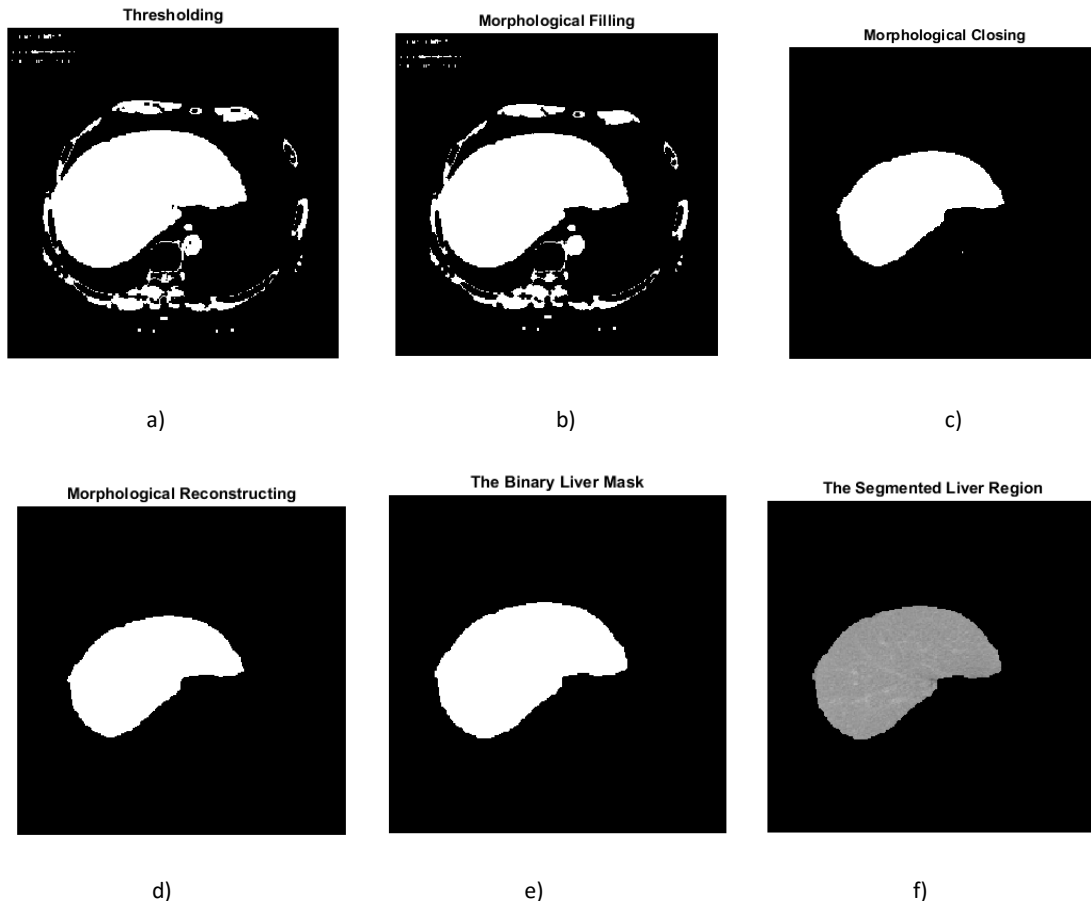 Thresholding
Morphological Filling
Morphological Closing
a)
b)
c)
Morphological Reconstructing
The Binary Liver Mask
The Segmented Liver Region
d)
e)
f)